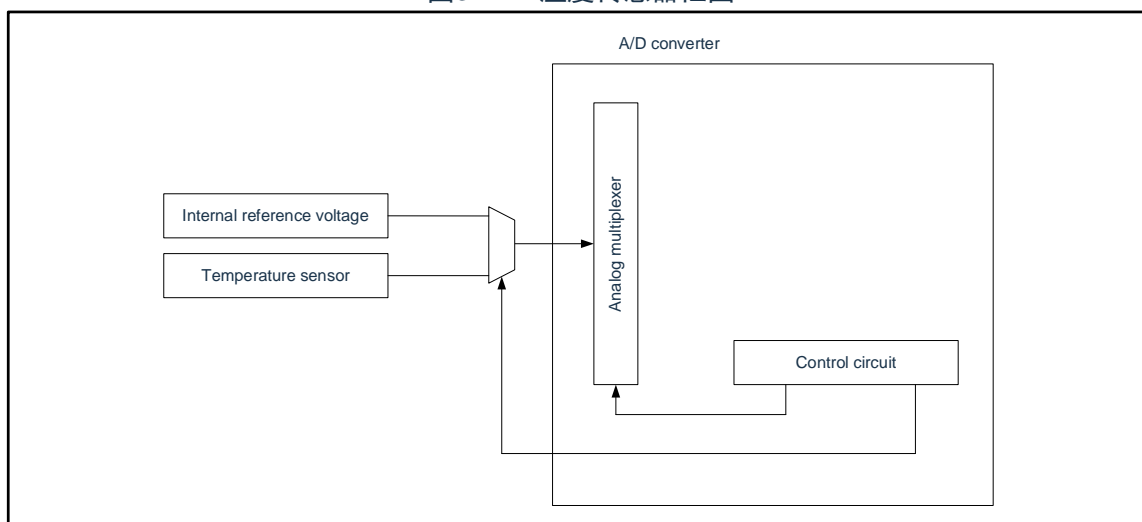 A/D converter
Internal reference voltage
Temperature sensor
Analog multiplexer
Control circuit